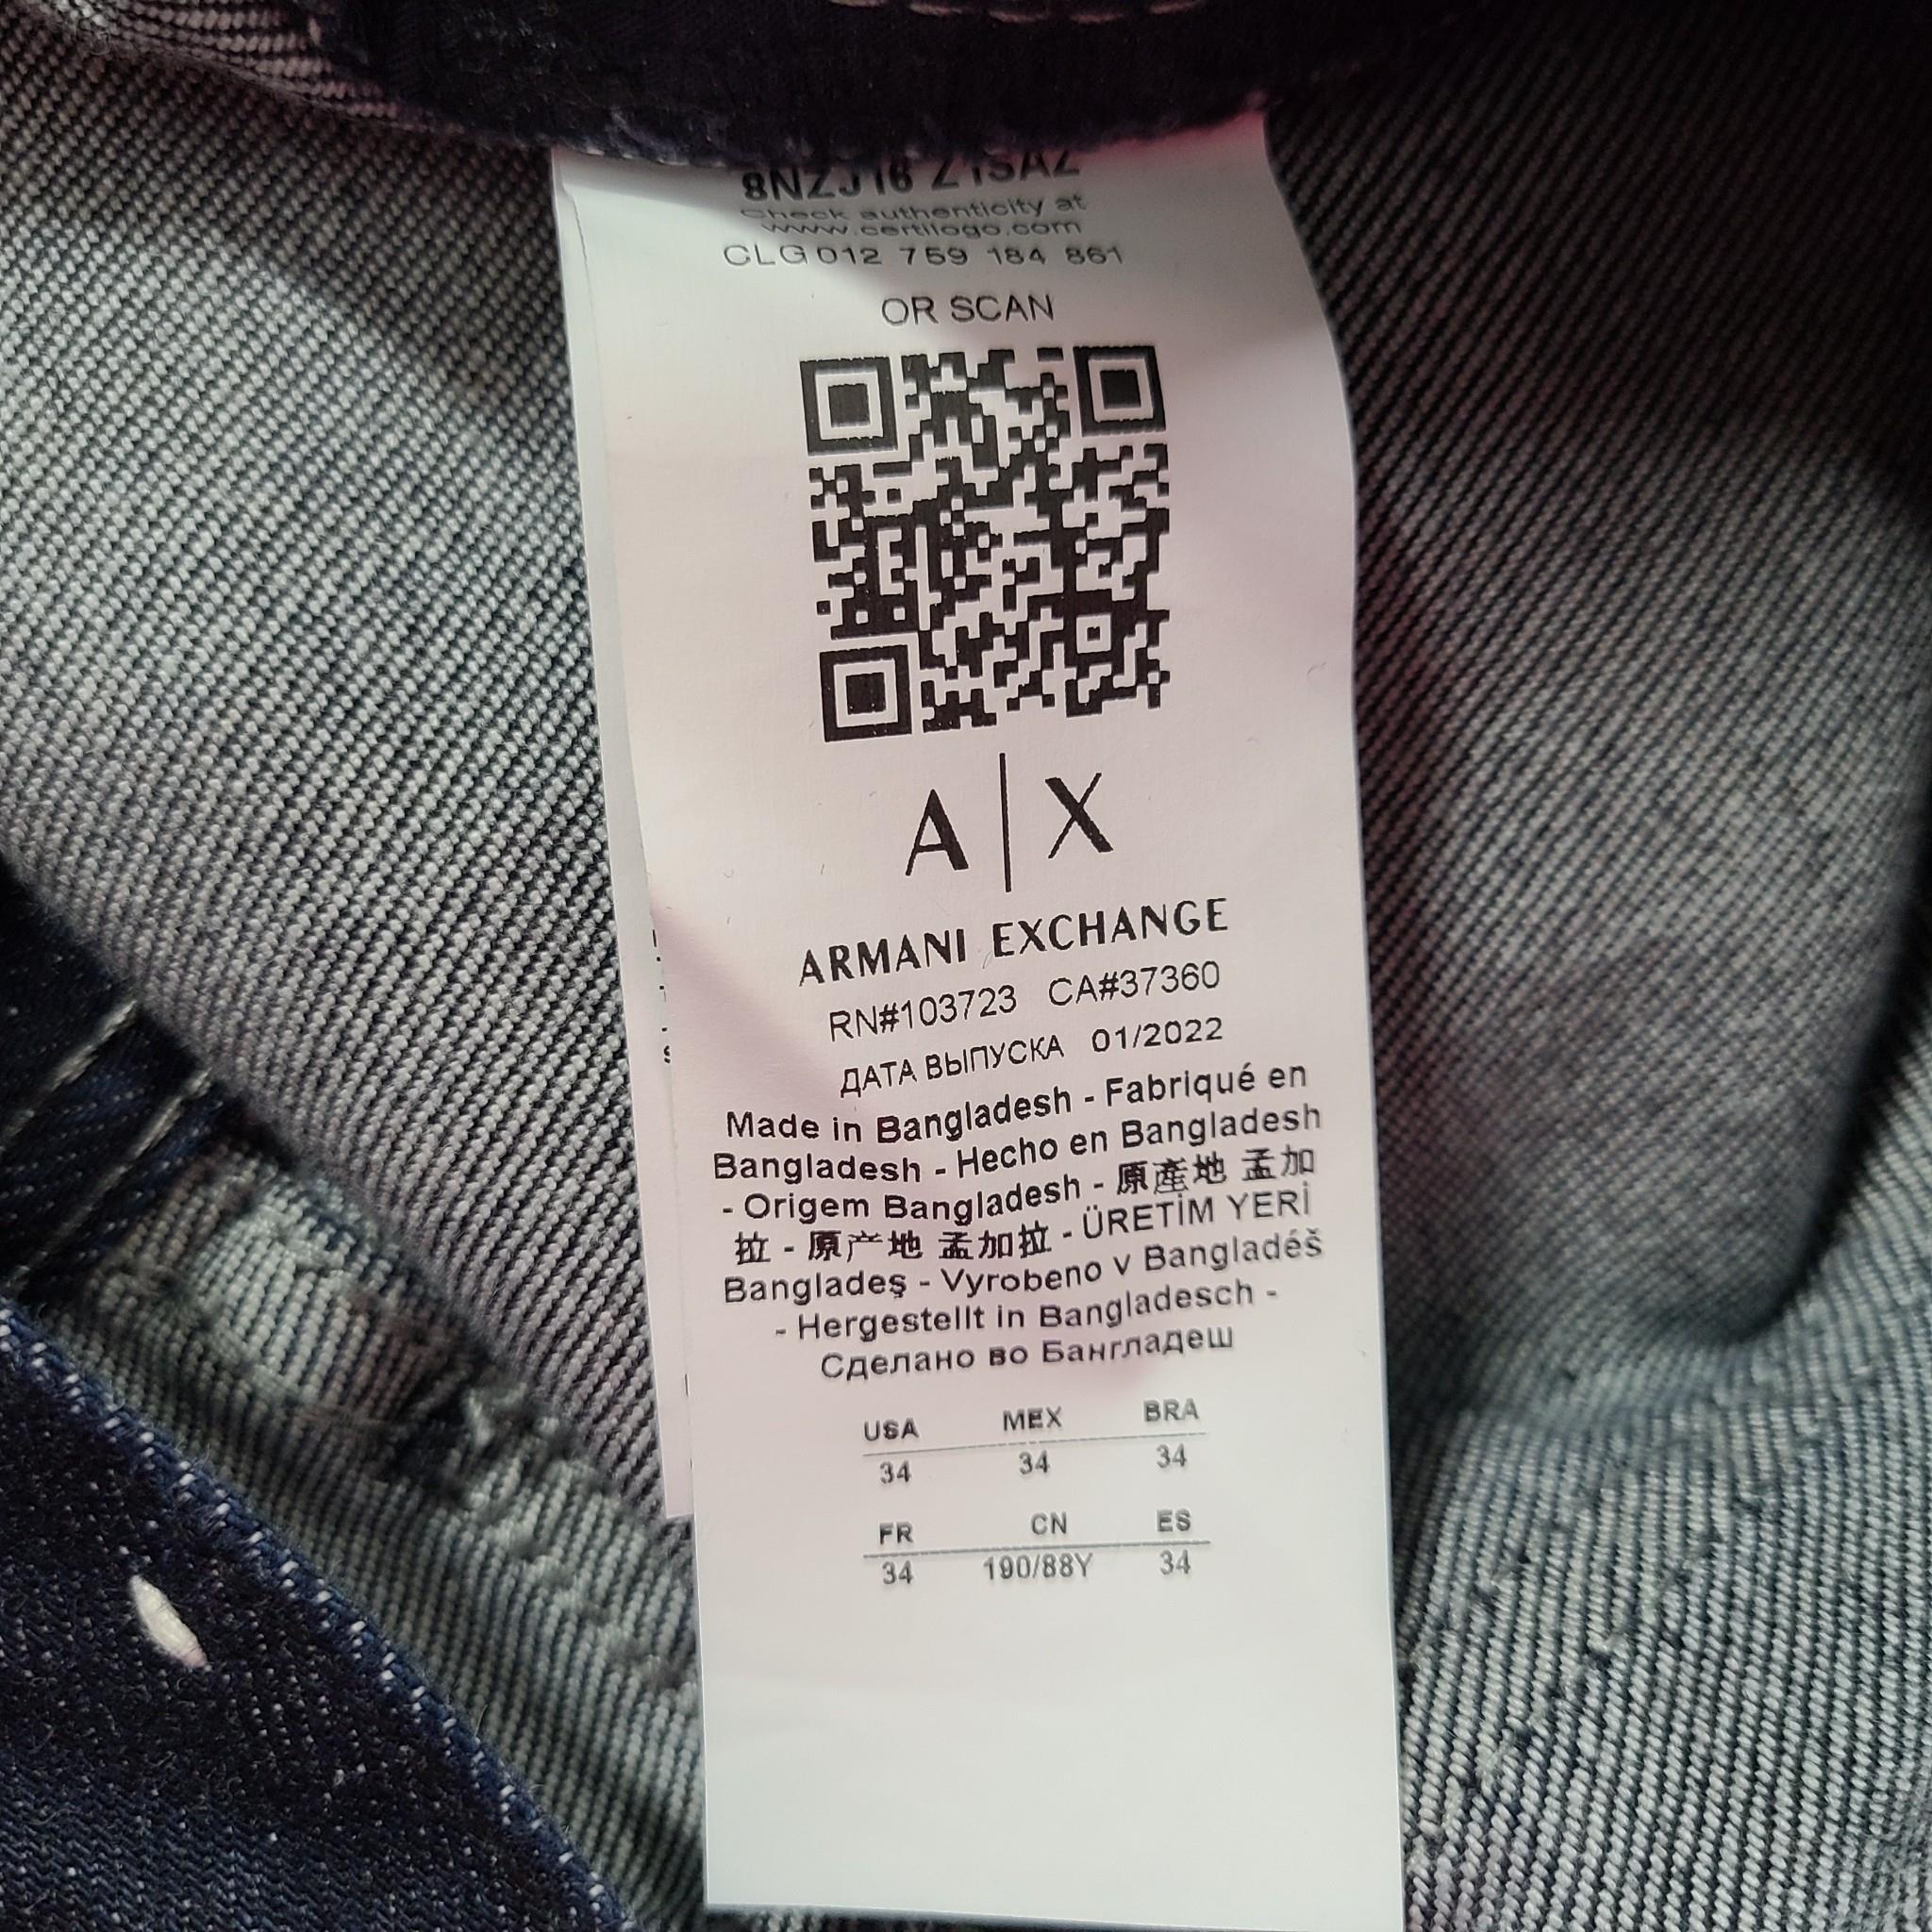 8NZJ16 Z1SAZ
Check authenticity at
www.certilogo.com
CLG 012 759 184 861
OR SCAN
A|X
ARMANI EXCHANGE
RN#103723 CA#37360
ДАТА ВЫПУСКА 01/2022
Made in Bangladesh - Fabriqué en
Bangladesh - Hecho en Bangladesh
- Origem Bangladesh - 原產地 孟加
拉 - 原产地 孟加拉 - ÜRETİM YERİ
Bangladeş - Vyrobeno v Bangladéš
- Hergestellt in Bangladesch -
Сделано во Бангладеш
USA MEX BRA
34 34 34
FR CN ES
34 190/88Y 34